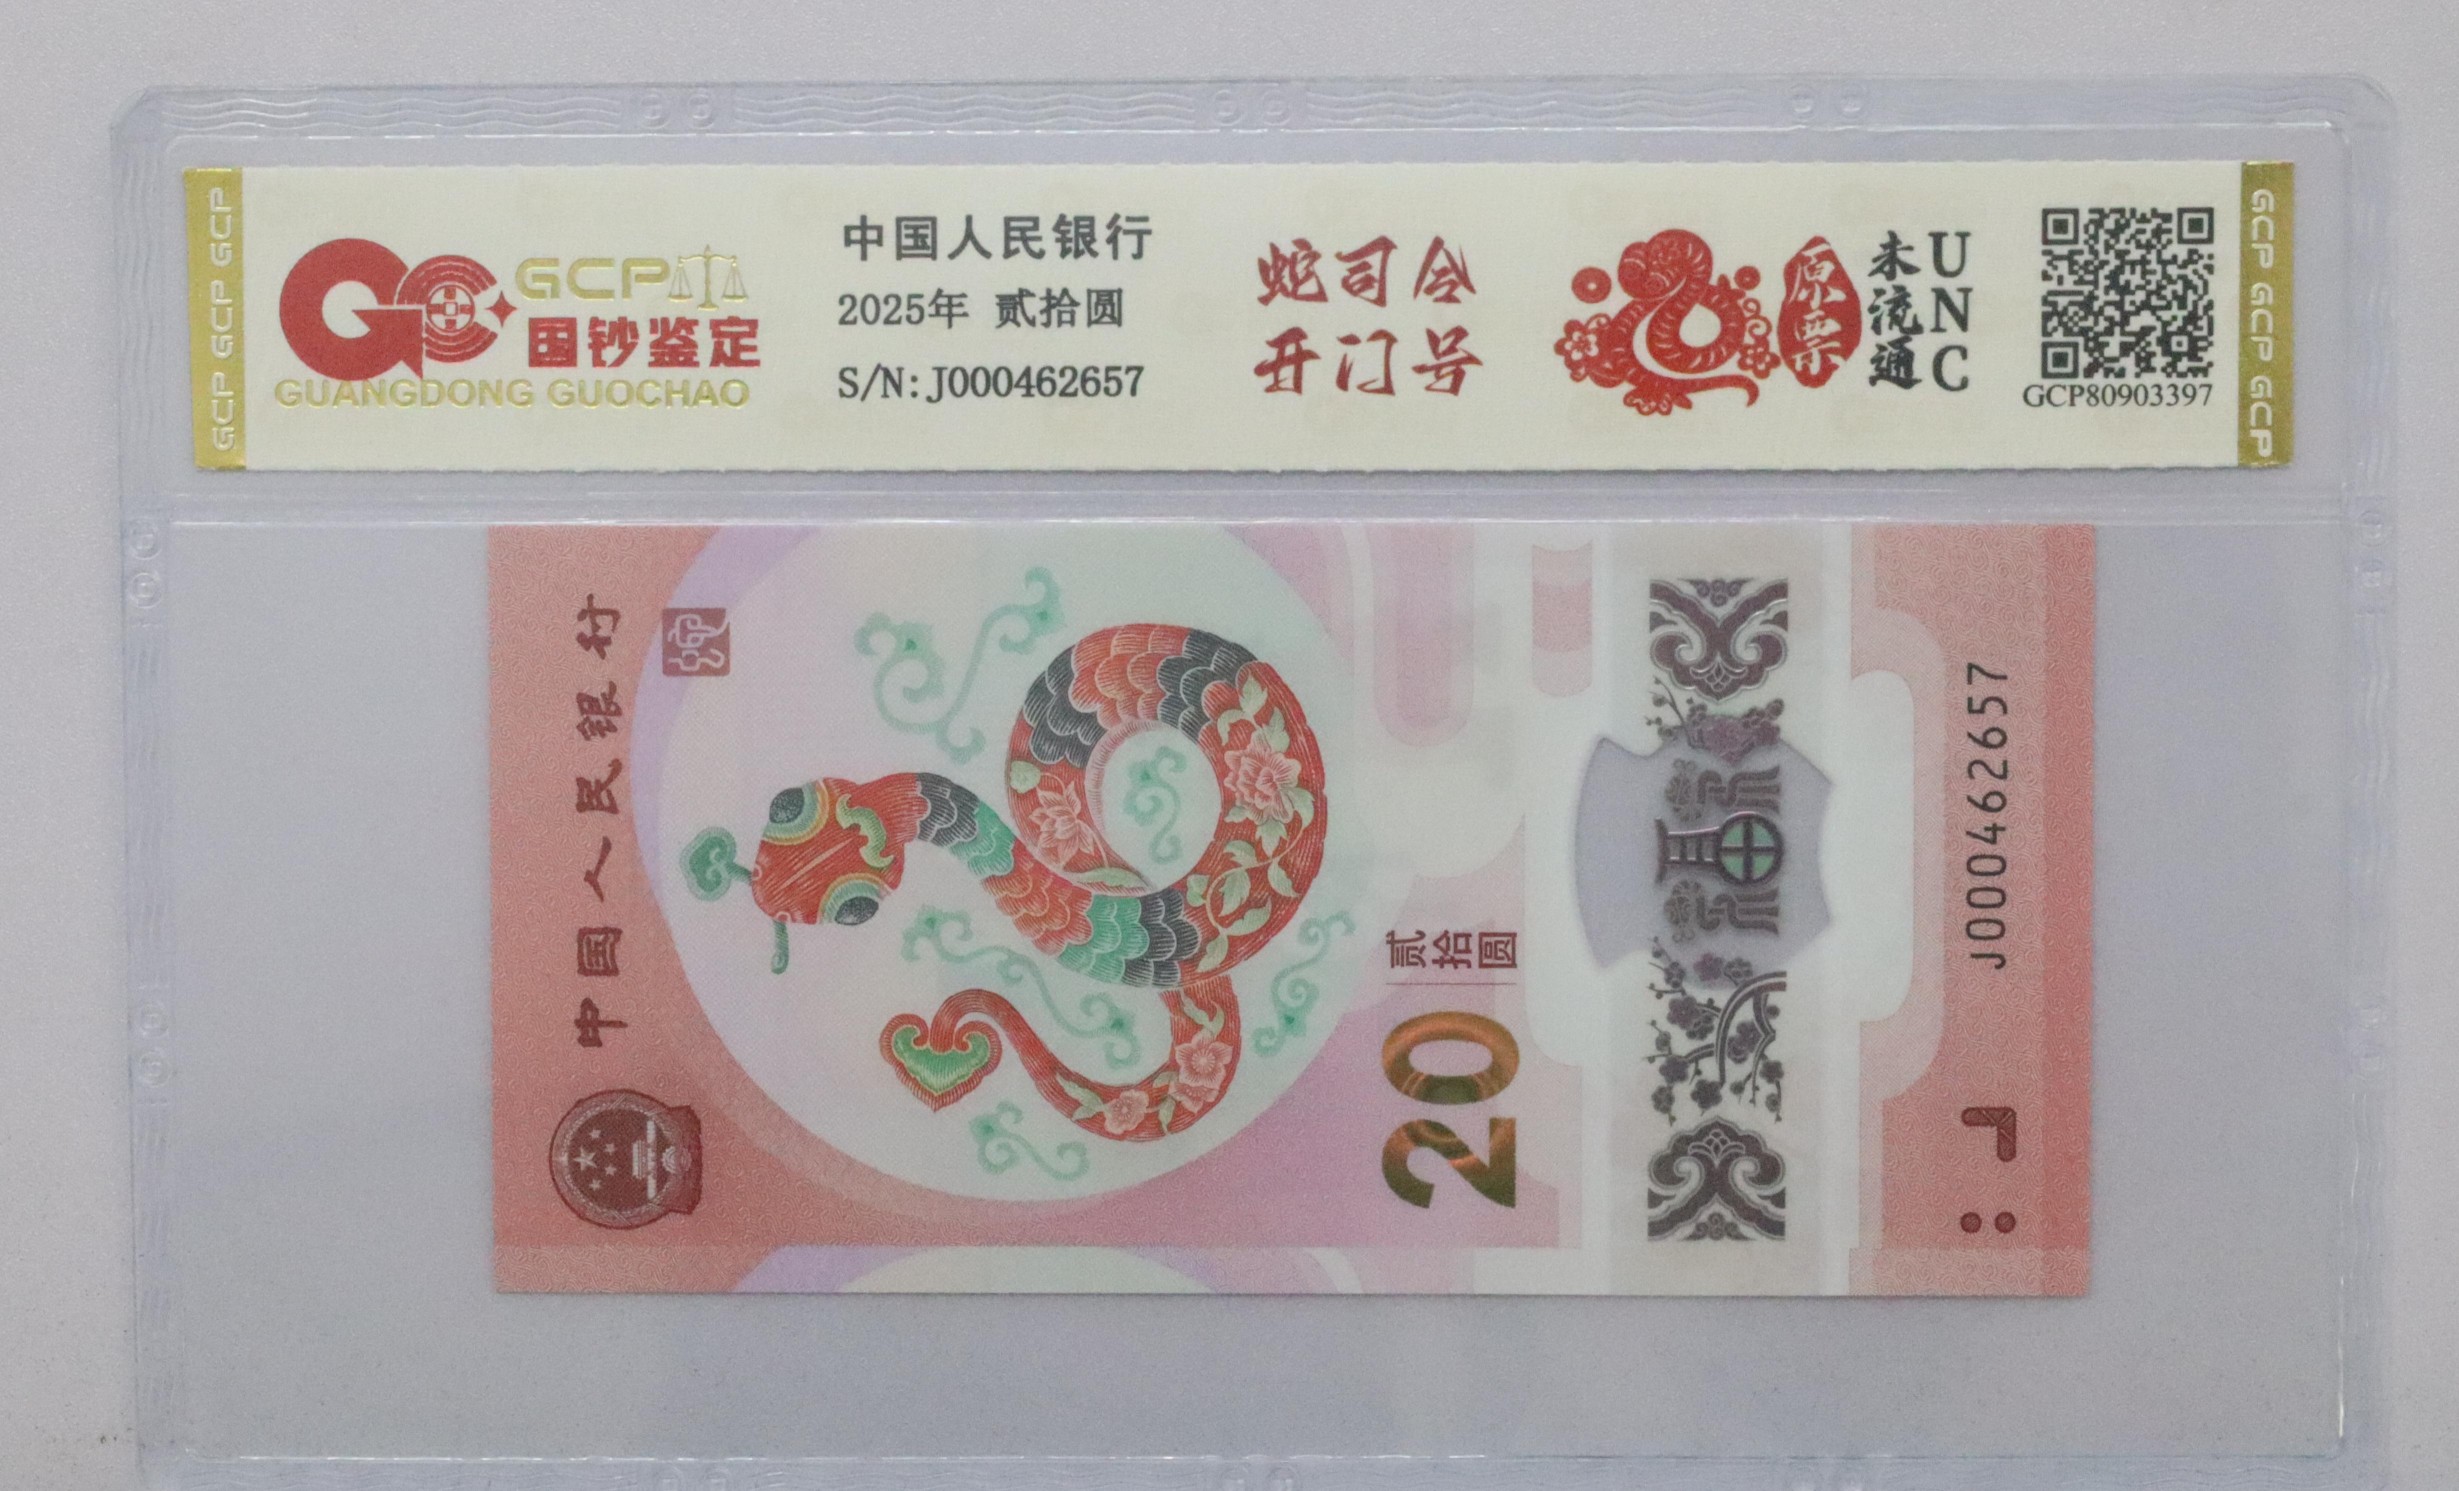 GCP GCP GCP
GCP
国钞鉴定
GUANGDONG GUOCHAO
中国人民银行
2025年 贰拾圆
S/N: J000462657
蛇司令
开门号
原票
未流通
UNC
GCP80903397
GCP GCP GCP
中国人民银行
蛇
贰拾圆
20
福
J000462657